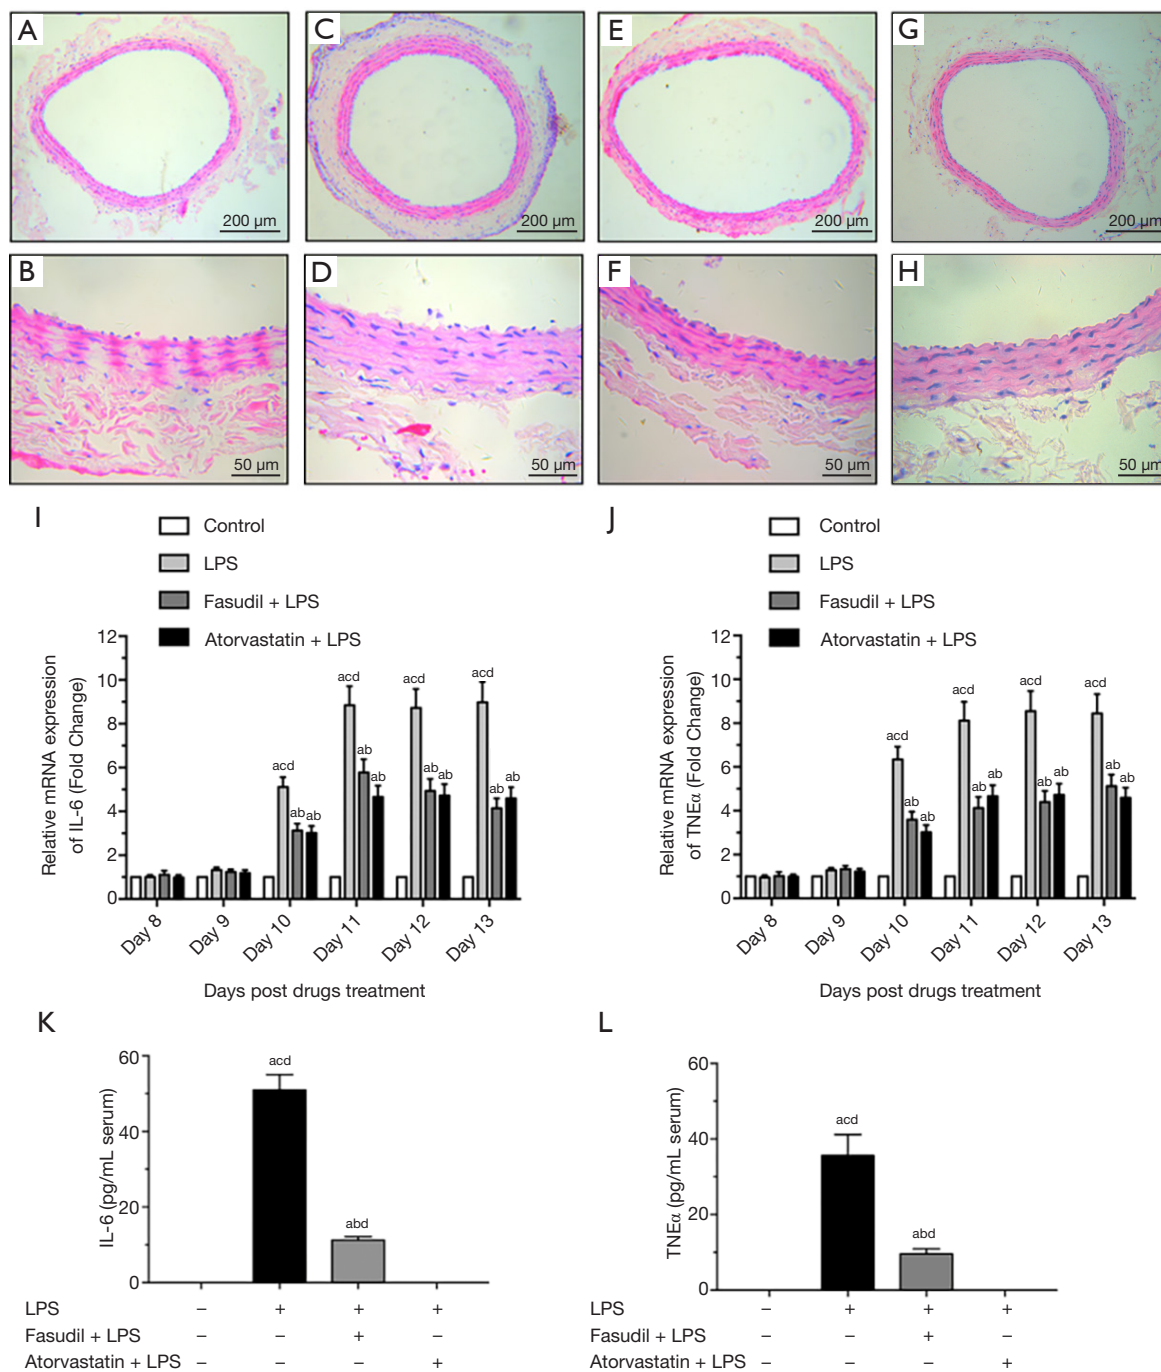 A
C
E
G
200 μm
200 μm
200 μm
200 μm
B
D
F
H
50 μm
50 μm
50 μm
50 μm
I
Control
LPS
Fasudil + LPS
Atorvastatin + LPS
Relative mRNA expression
of IL-6 (Fold Change)
12
10
8
6
4
2
0
acd
ab
ab
acd
ab
ab
acd
ab
ab
acd
ab
ab
Day 8
Day 9
Day 10
Day 11
Day 12
Day 13
Days post drugs treatment
J
Control
LPS
Fasudil + LPS
Atorvastatin + LPS
Relative mRNA expression
of TNEα (Fold Change)
12
10
8
6
4
2
0
acd
ab
ab
acd
ab
ab
acd
ab
ab
acd
ab
ab
Day 8
Day 9
Day 10
Day 11
Day 12
Day 13
Days post drugs treatment
K
IL-6 (pg/mL serum)
60
40
20
0
acd
abd
LPS – + + +
Fasudil + LPS – – + –
Atorvastatin + LPS – – – +
L
TNEα (pg/mL serum)
60
40
20
0
acd
abd
LPS – + + +
Fasudil + LPS – – + –
Atorvastatin + LPS – – – +